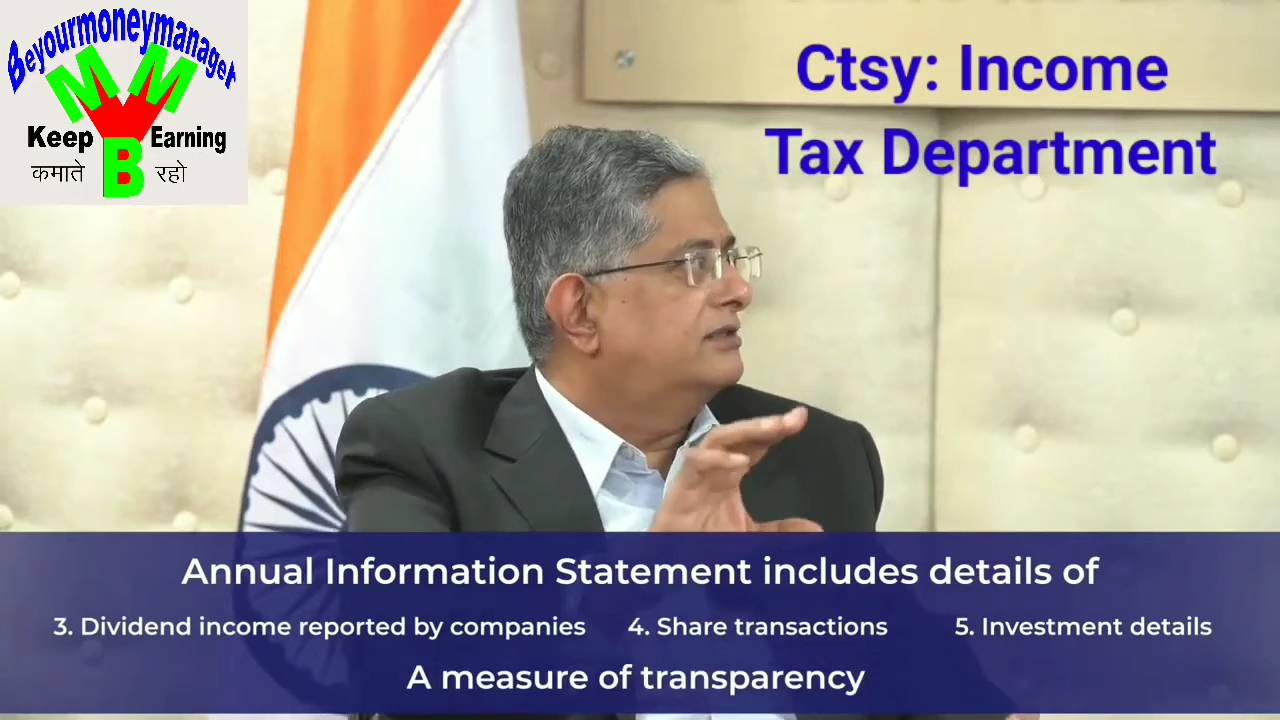 Beyourmoneymanager
MYM
Keep B Earning
कमाते रहो
Ctsy: Income
Tax Department
Annual Information Statement includes details of
3. Dividend income reported by companies 4. Share transactions 5. Investment details
A measure of transparency